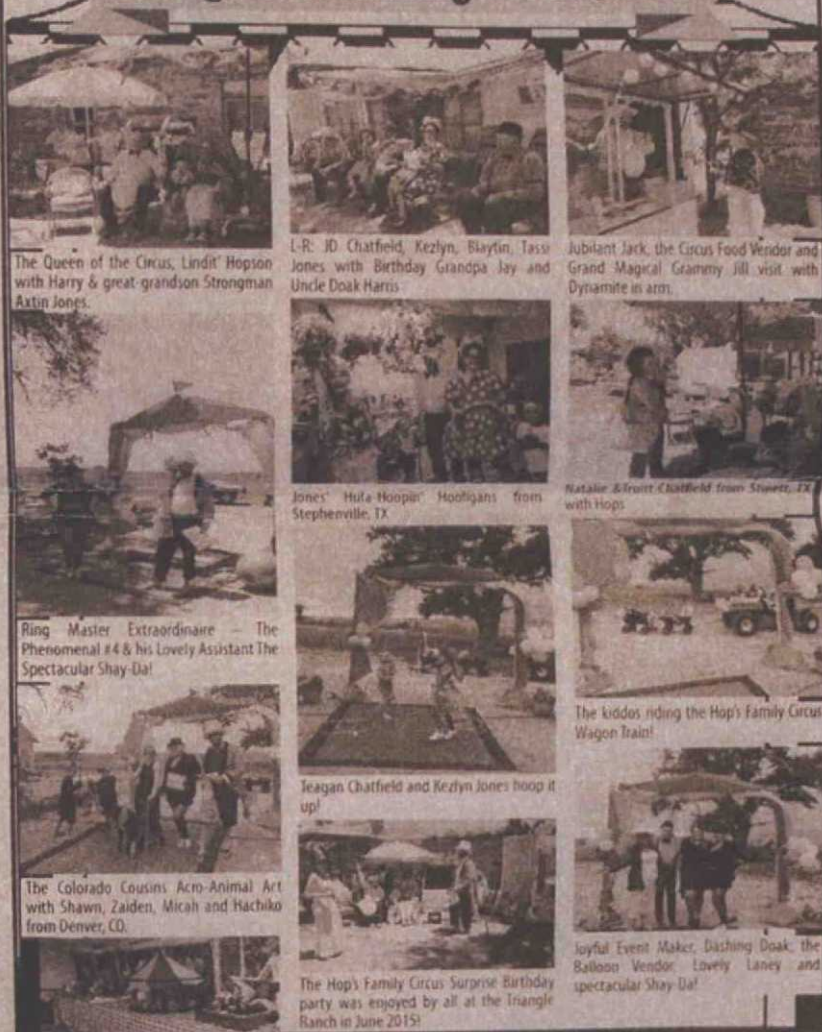 The Queen of the Circus, Lindit' Hopson
with Harry & great-grandson Strongman
Axtin Jones.
L-R: JD Chatfield, Kezlyn, Blaytin, Tassi
Jones with Birthday Grandpa Jay and
Uncle Doak Harris
Jubilant Jack, the Circus Food Vendor and
Grand Magical Grammy Jill visit with
Dynamite in arm.
Ring Master Extraordinaire – The
Phenomenal #4 & his Lovely Assistant The
Spectacular Shay-Da!
Jones' Hula-Hoopin' Hooligans from
Stephenville, TX
Natalie & Chatfield from TX
with Hops
Teagan Chatfield and Kezlyn Jones hoop it
up!
The kiddos riding the Hop's Family Circus
Wagon Train!
The Colorado Cousins Acro-Animal Act
with Shawn, Zaiden, Micah and Hachiko
from Denver, CO.
The Hop's Family Circus Surprise Birthday
party was enjoyed by all at the Triangle
Ranch in June 2015!
Joyful Event Maker, Dashing Doak, the
Balloon Vendor, Lovely Laney and
spectacular Shay-Da!